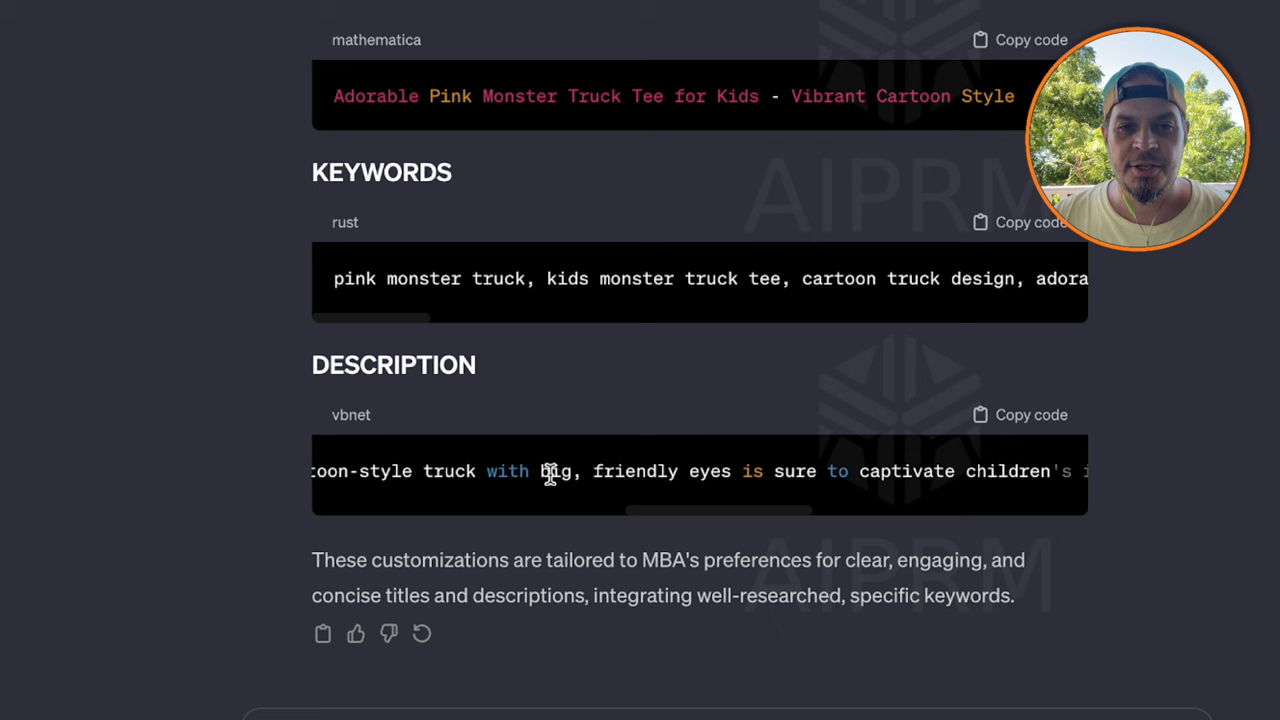 mathematica
Copy code
Adorable Pink Monster Truck Tee for Kids - Vibrant Cartoon Style
KEYWORDS
rust
Copy code
pink monster truck, kids monster truck tee, cartoon truck design, adora
DESCRIPTION
vbnet
Copy code
toon-style truck with big, friendly eyes is sure to captivate children's i
These customizations are tailored to MBA's preferences for clear, engaging, and
concise titles and descriptions, integrating well-researched, specific keywords.
AIPRM
AIPRM